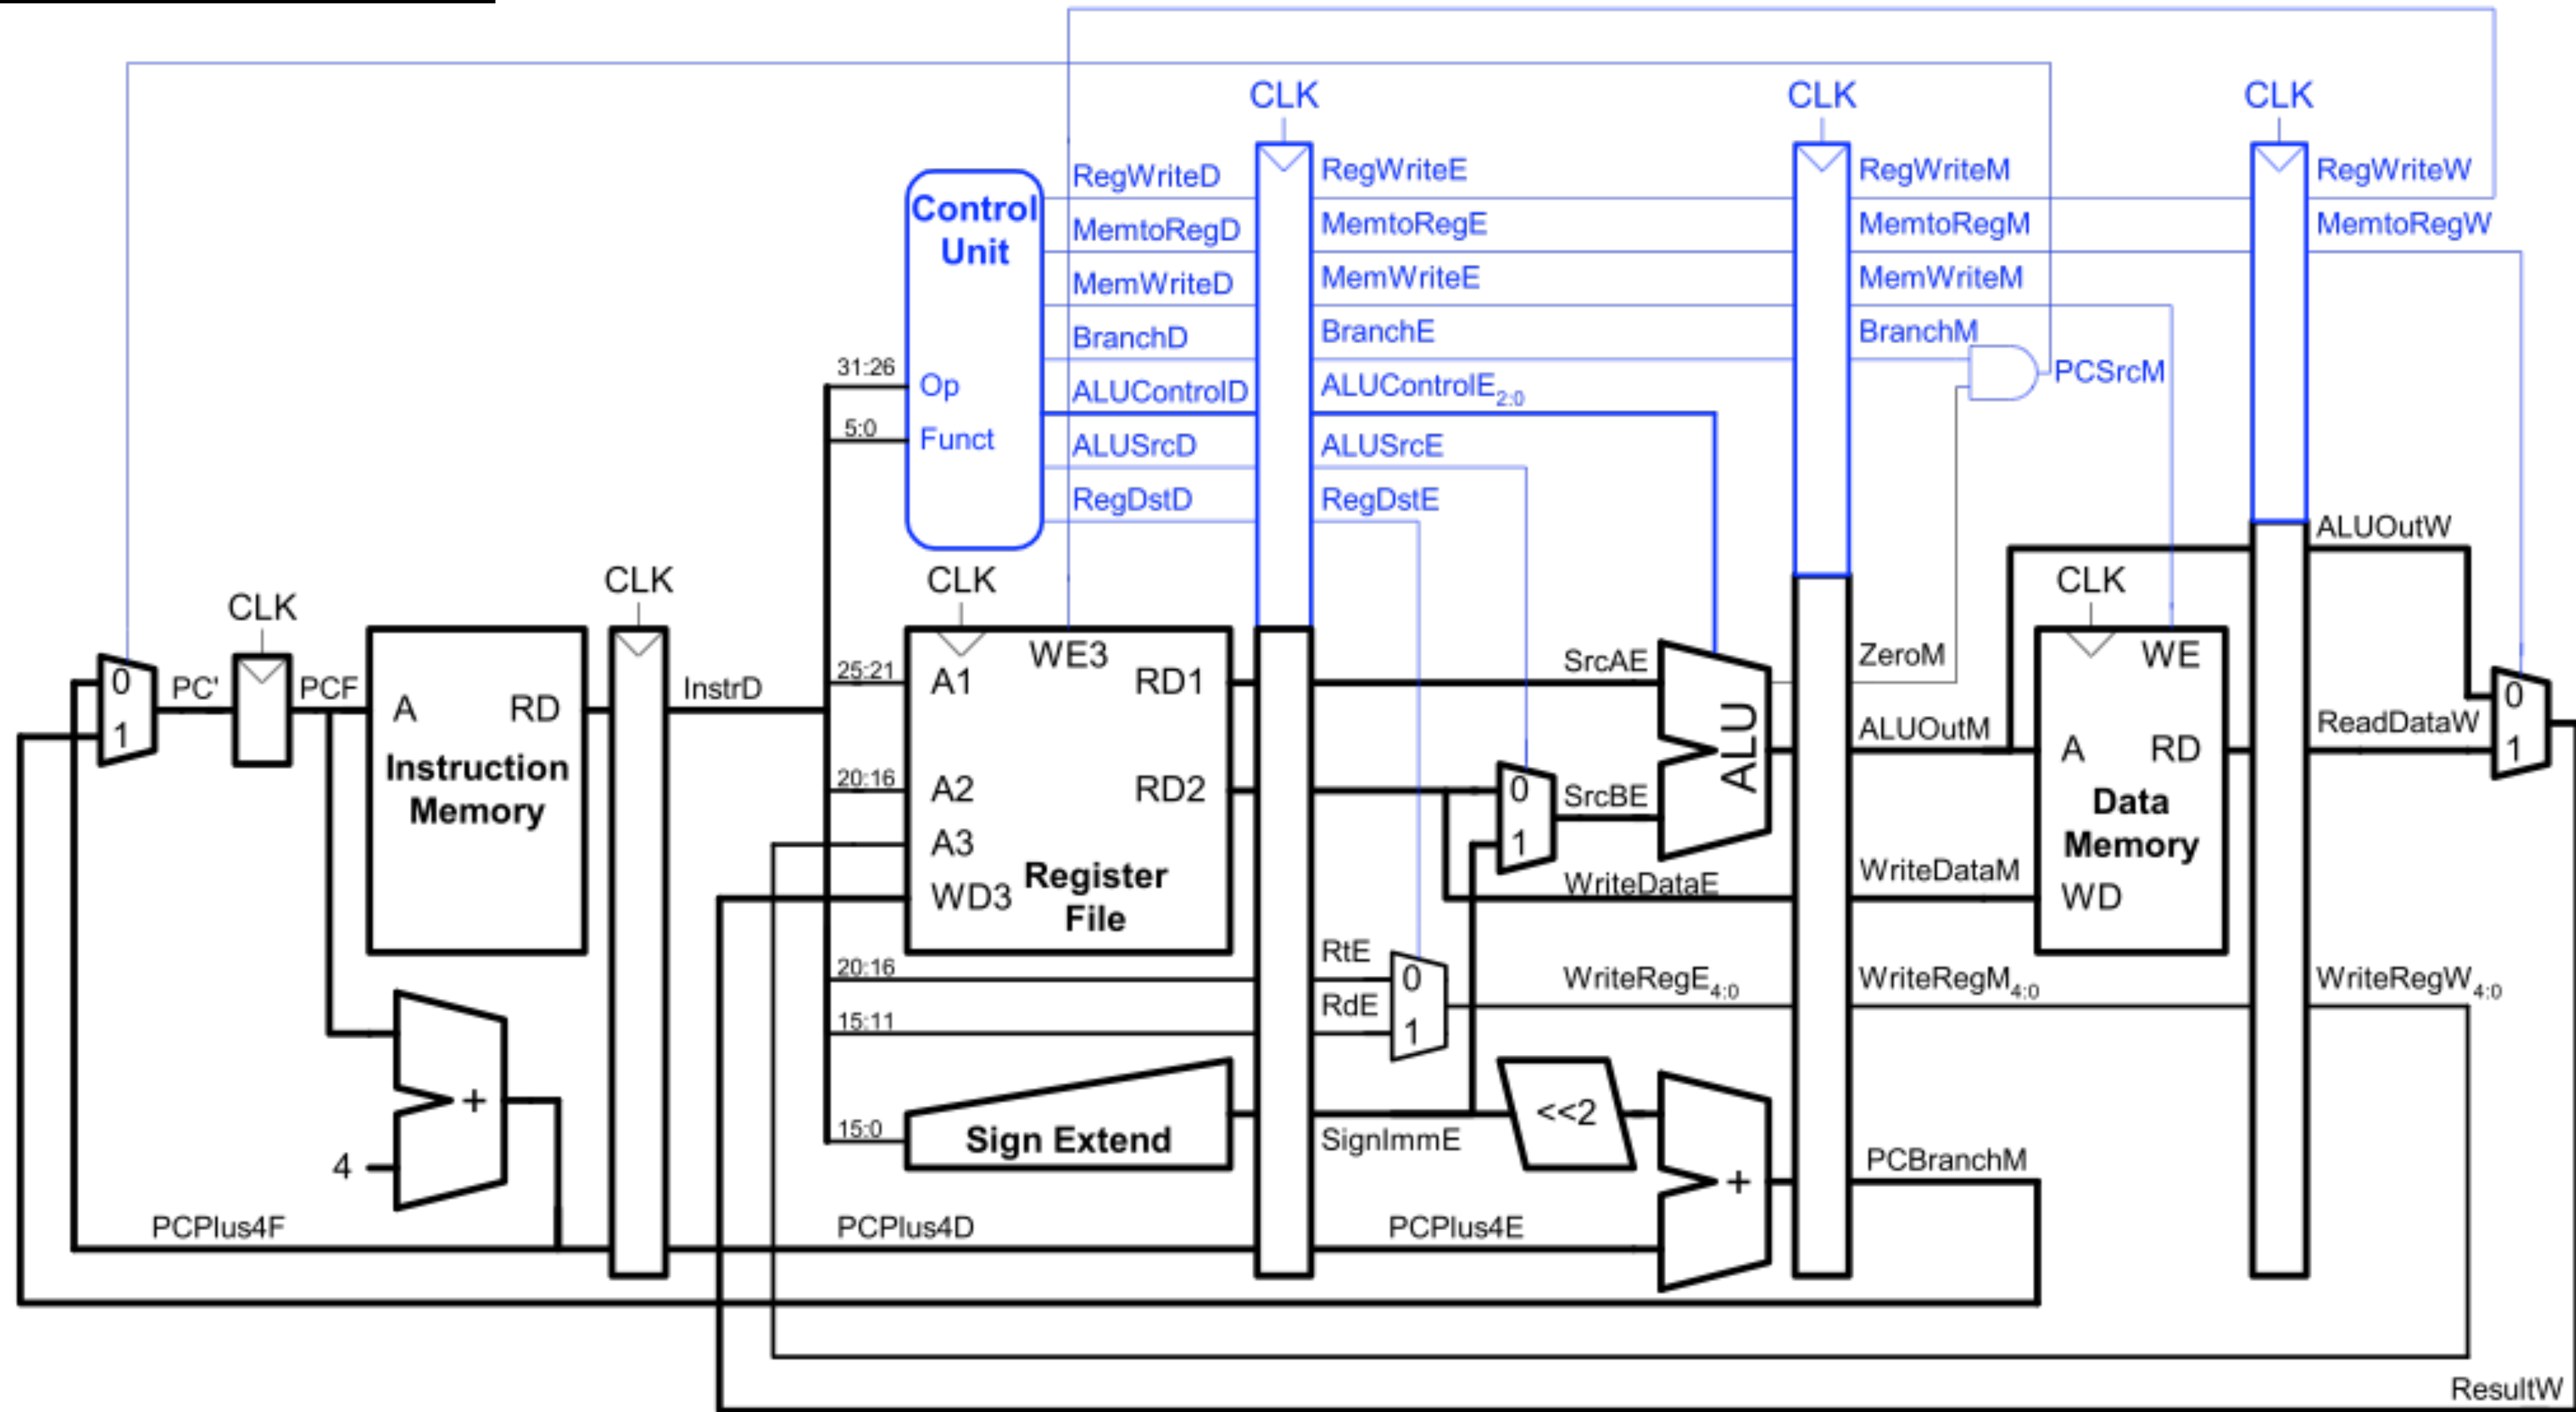 CLK
CLK
CLK
RegWriteD
RegWriteE
RegWriteM
RegWriteW
Control
Unit
MemtoRegD
MemtoRegE
MemtoRegM
MemtoRegW
MemWriteD
MemWriteE
MemWriteM
BranchD
BranchE
BranchM
31:26
Op
ALUControlD
ALUControlE2:0
PCSrcM
5:0
Funct
ALUSrcD
ALUSrcE
RegDstD
RegDstE
ALUOutW
CLK
CLK
CLK
CLK
WE3
SrcAE
ZeroM
WE
0
PC'
PCF
A
RD
InstrD
25:21
A1
RD1
0
1
Instruction
Memory
ALU
ALUOutM
A
RD
ReadDataW
1
20:16
A2
RD2
0
SrcBE
Data
Memory
A3
1
WD3
Register
File
WriteDataE
WriteDataM
WD
20:16
RtE
0
WriteRegE4:0
WriteRegM4:0
WriteRegW4:0
15:11
RdE
1
+
<<2
15:0
Sign Extend
SignImmE
4
+
PCBranchM
PCPlus4F
PCPlus4D
PCPlus4E
ResultW